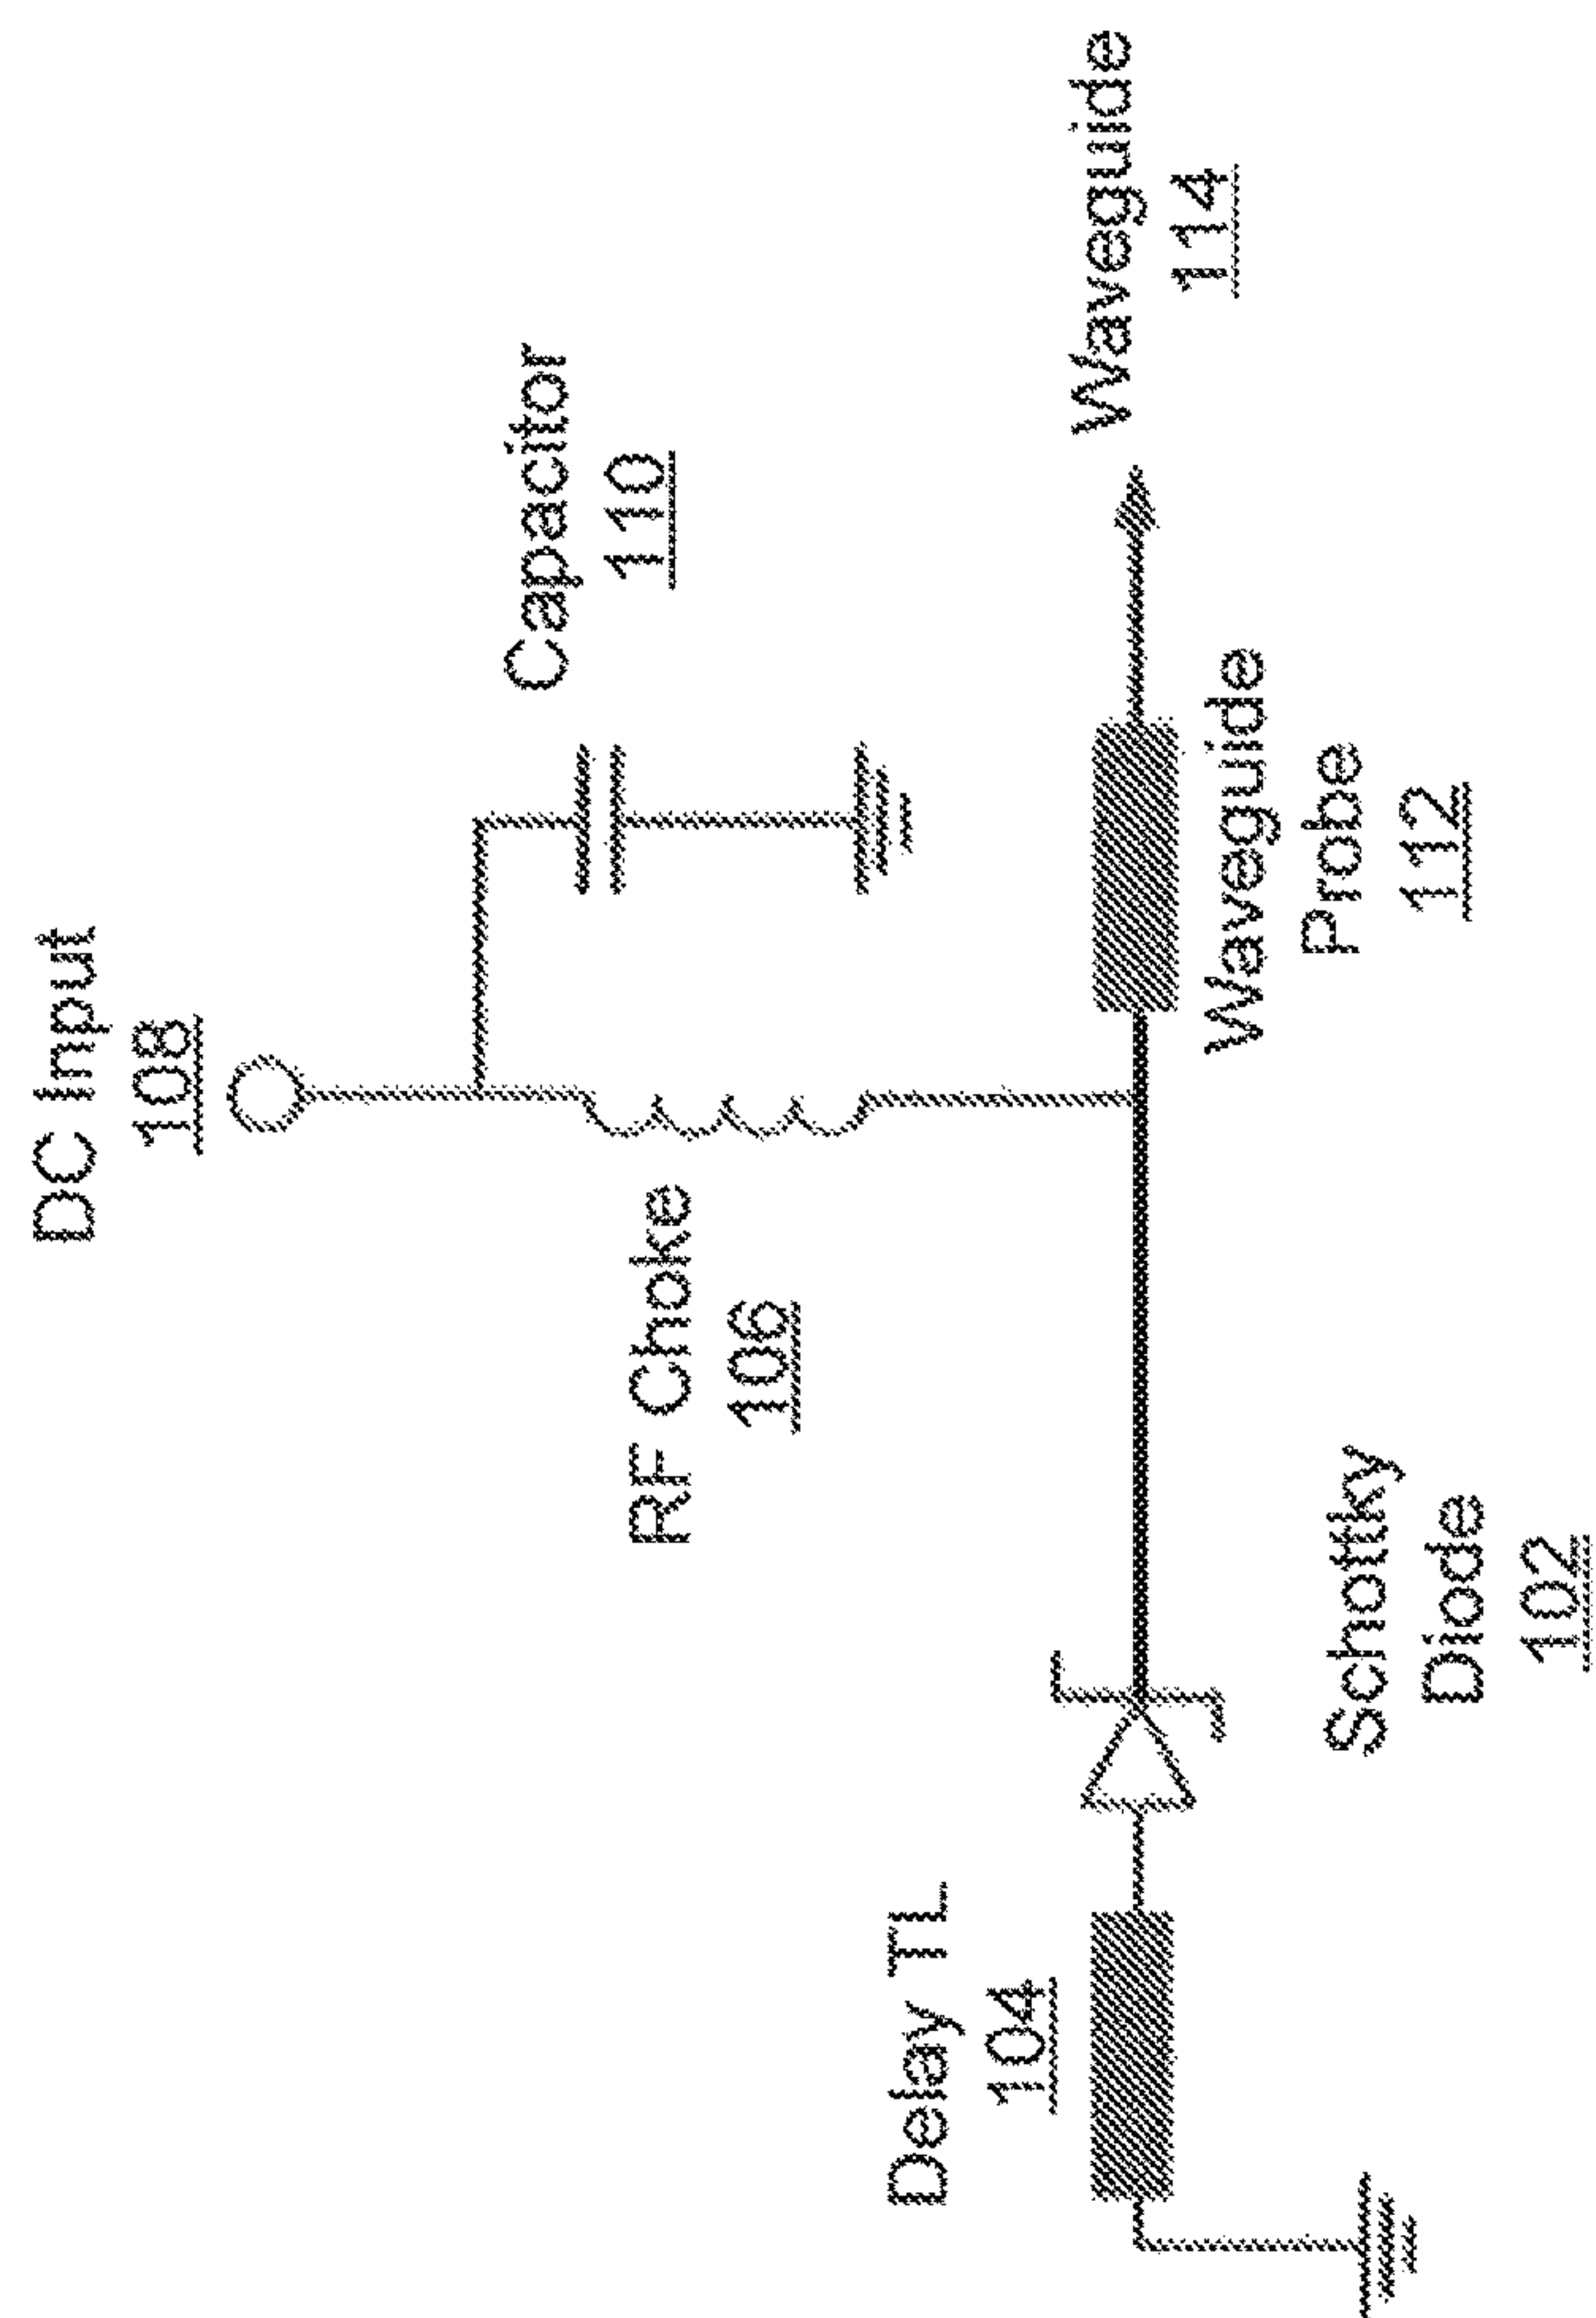 DC Input
108
Capacitor
110
RF Choke
106
Waveguide
114
Delay TL
104
Waveguide
Probe
112
Schottky
Diode
102